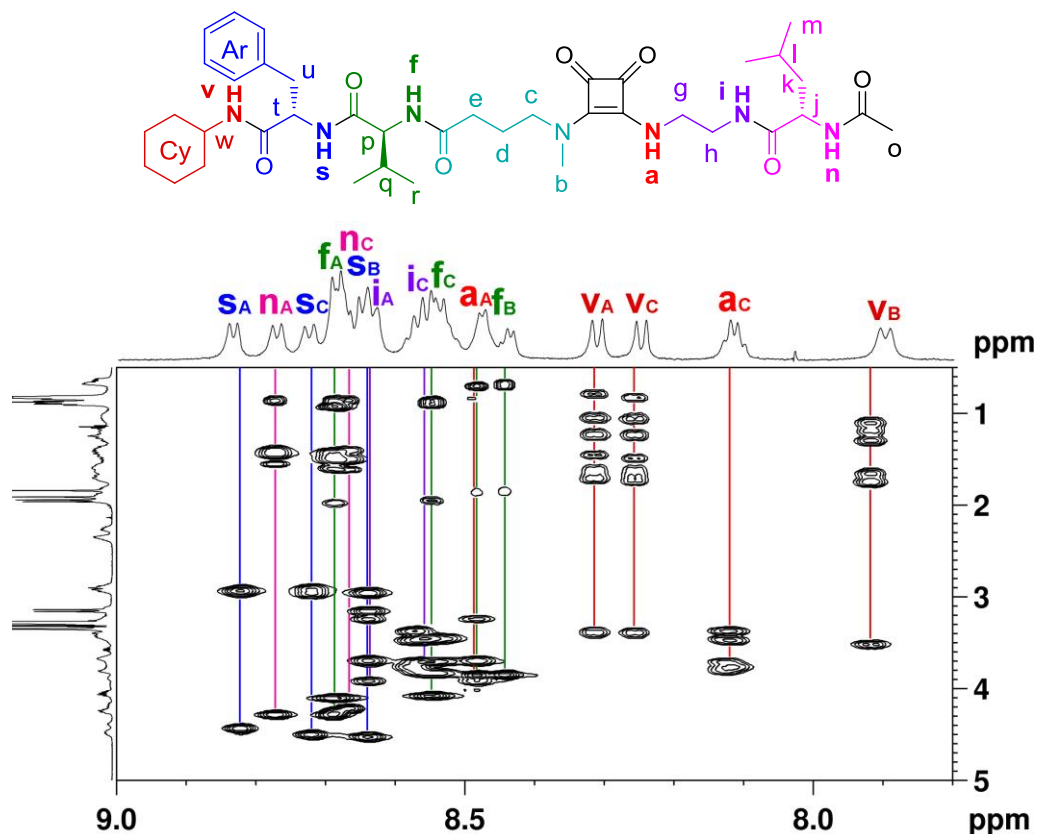 m
O O
Ar f l
v u O H e c g i k O
H t N H j
N N N N N
Cy w O N H O p d N H h O N H o
s q r b a n
nC
fA sB iC fC
sA nA sC iA aA fB vA vC aC vB
ppm
1
2
3
4
5
9.0 8.5 8.0 ppm